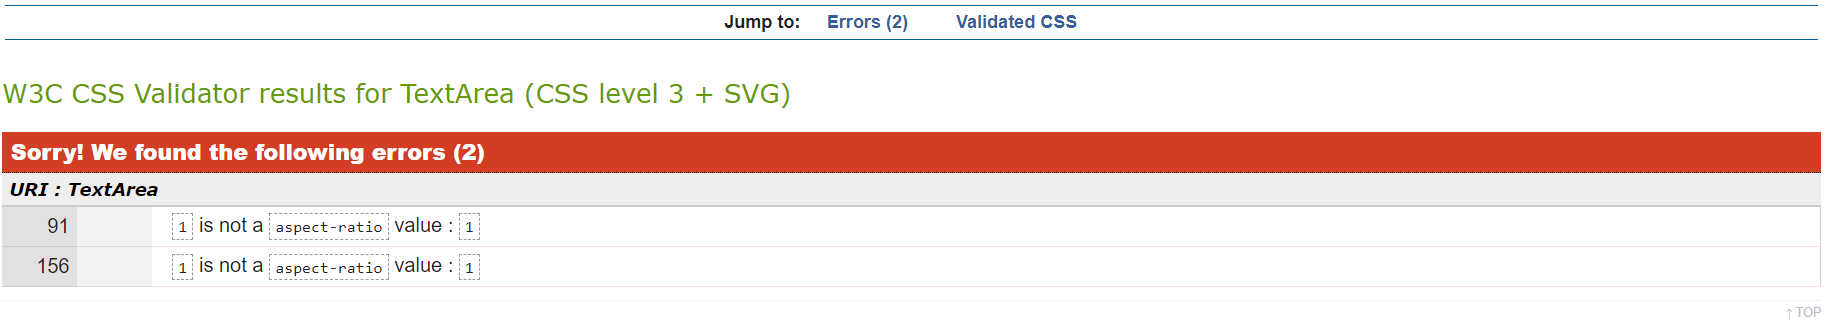 Jump to: Errors (2) Validated CSS
W3C CSS Validator results for TextArea (CSS level 3 + SVG)
Sorry! We found the following errors (2)
URI : TextArea
91 1 is not a aspect-ratio value : 1
156 1 is not a aspect-ratio value : 1
↑ TOP